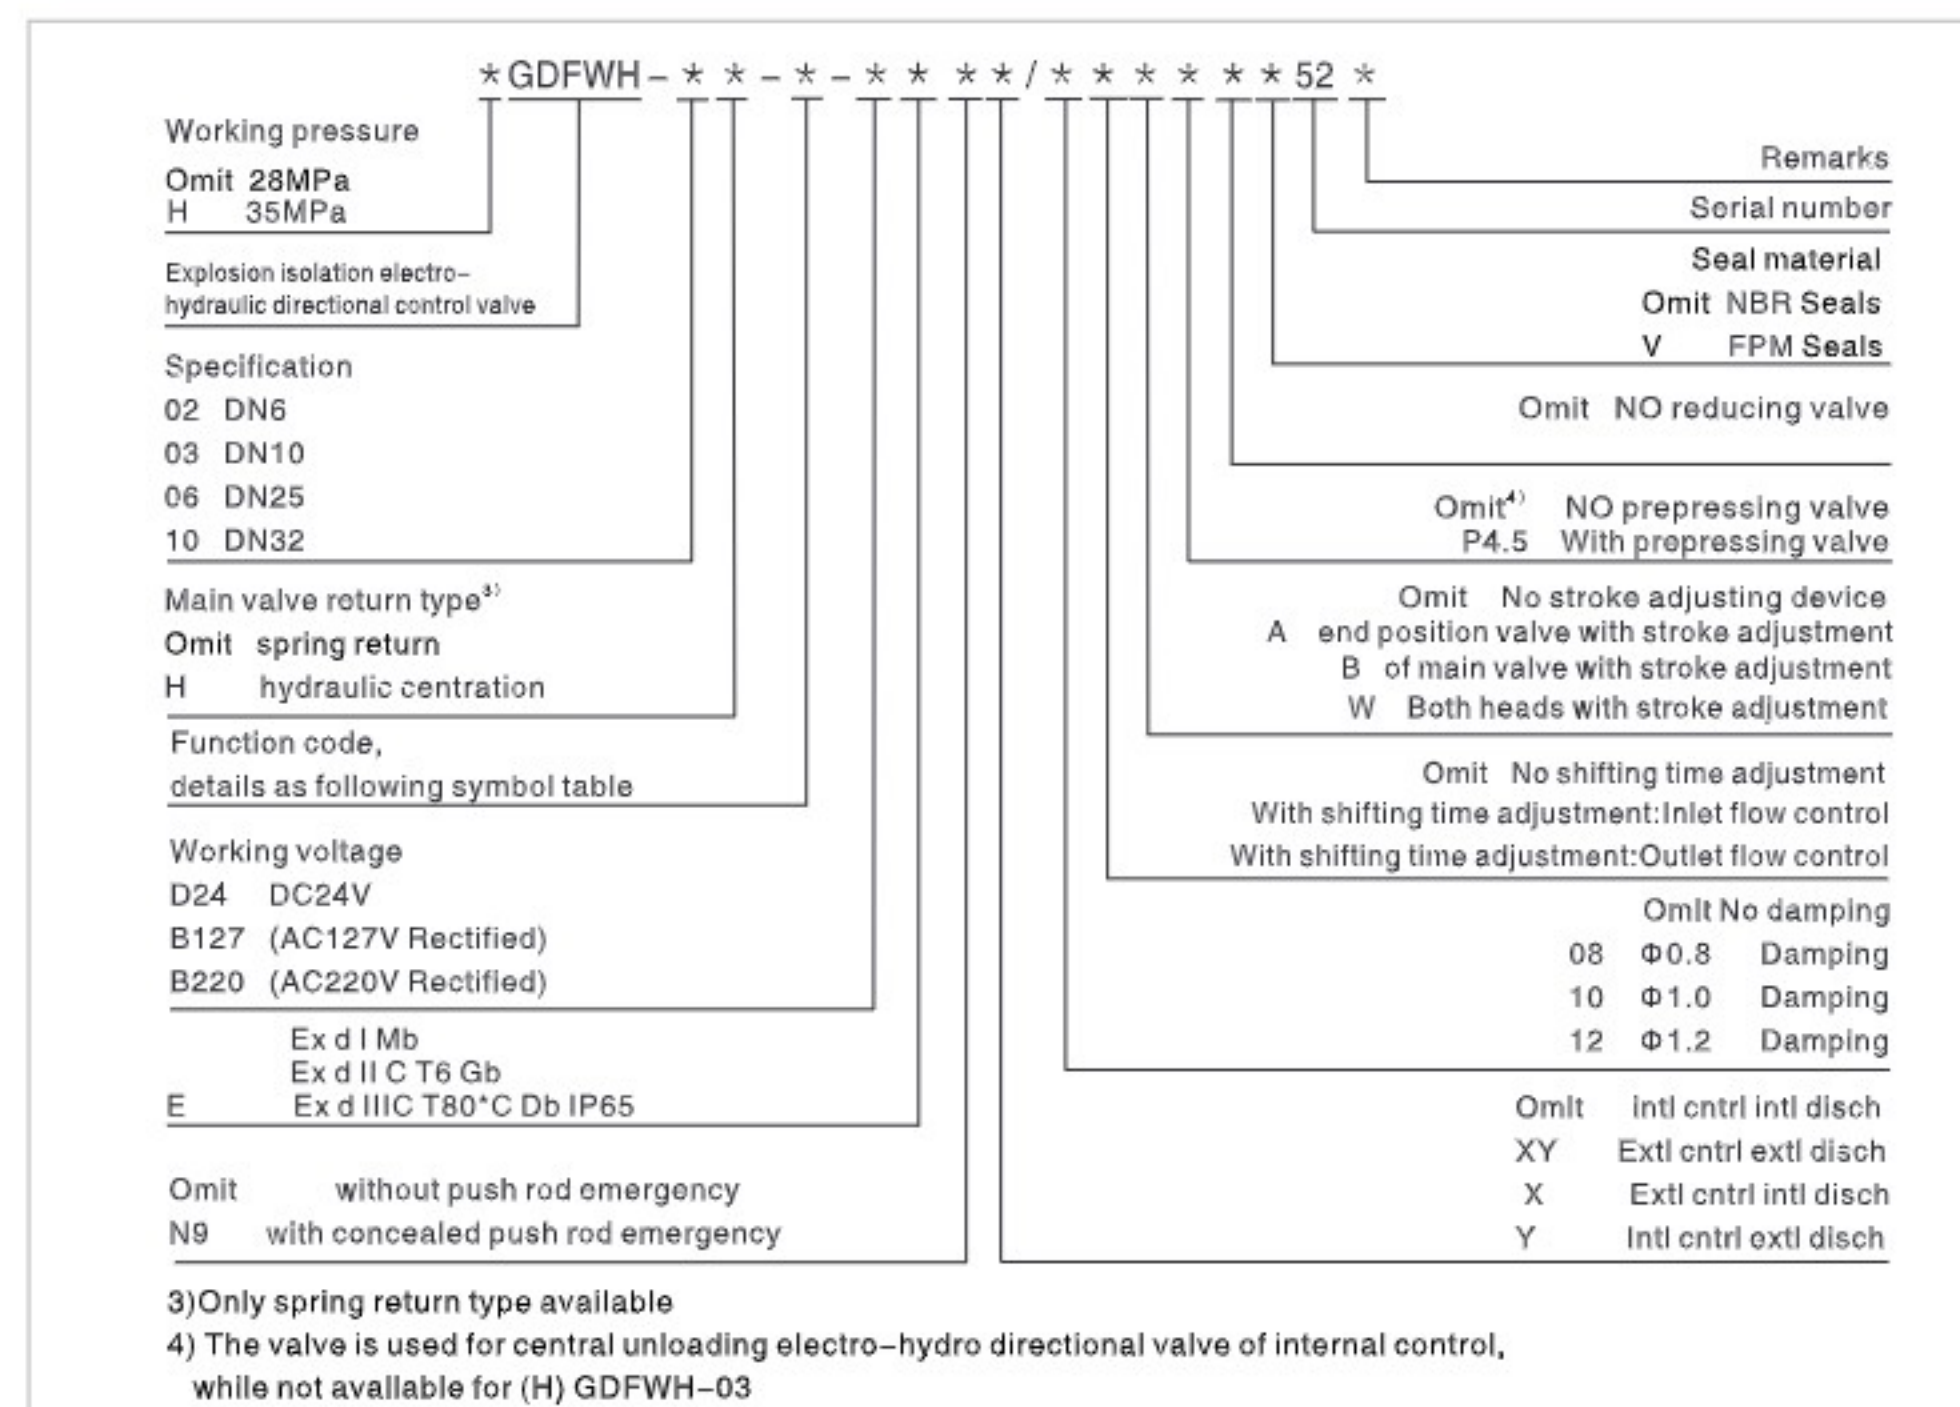 * GDFWH – * * – * – * * * * / * * * * * * 52 *
Working pressure
Omit 28MPa
H 35MPa
Explosion isolation electro–
hydraulic directional control valve
Specification
02 DN6
03 DN10
06 DN25
10 DN32
Main valve return type³⁾
Omit spring return
H hydraulic centration
Function code,
details as following symbol table
Working voltage
D24 DC24V
B127 (AC127V Rectified)
B220 (AC220V Rectified)
Ex d I Mb
Ex d II C T6 Gb
E Ex d IIIC T80*C Db IP65
Omit without push rod emergency
N9 with concealed push rod emergency
Remarks
Serial number
Seal material
Omit NBR Seals
V FPM Seals
Omit NO reducing valve
Omit⁴⁾ NO prepressing valve
P4.5 With prepressing valve
Omit No stroke adjusting device
A end position valve with stroke adjustment
B of main valve with stroke adjustment
W Both heads with stroke adjustment
Omit No shifting time adjustment
With shifting time adjustment:Inlet flow control
With shifting time adjustment:Outlet flow control
Omit No damping
08 Φ0.8 Damping
10 Φ1.0 Damping
12 Φ1.2 Damping
Omit intl cntrl intl disch
XY Extl cntrl extl disch
X Extl cntrl intl disch
Y Intl cntrl extl disch
3)Only spring return type available
4) The valve is used for central unloading electro–hydro directional valve of internal control,
while not available for (H) GDFWH–03